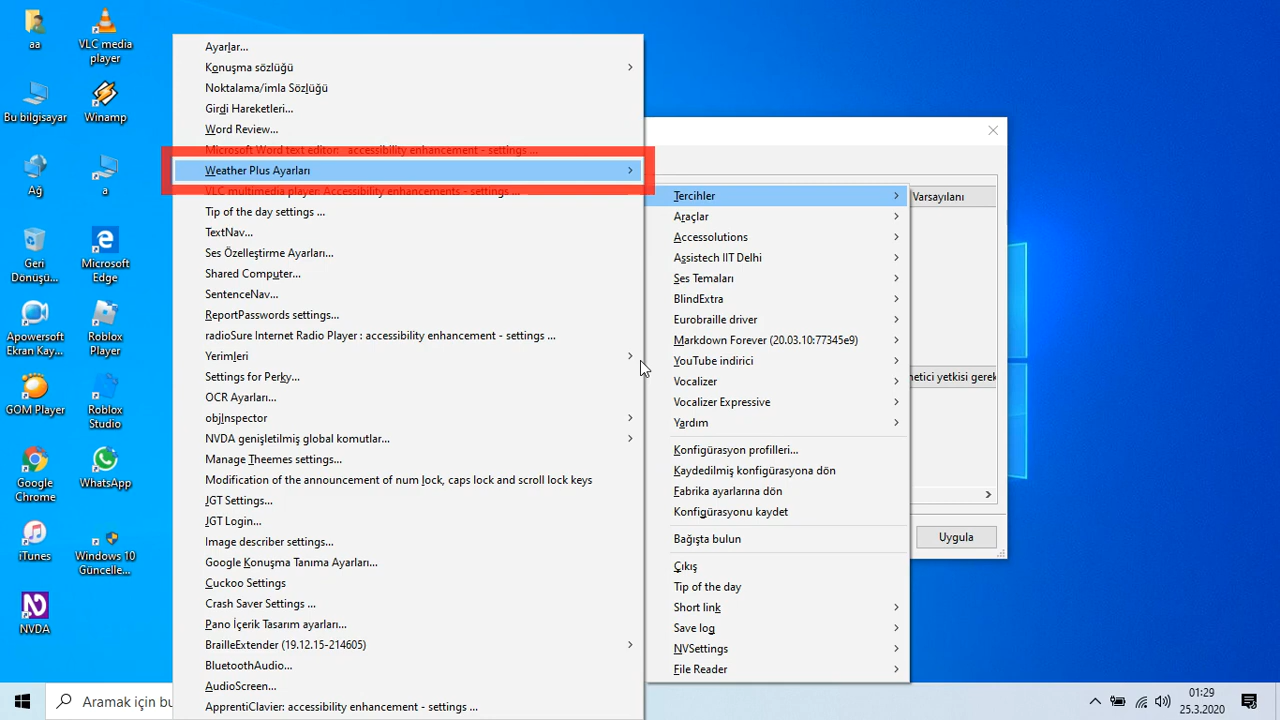 aa
VLC media
player
Bu bilgisayar
Winamp
Ağ
a
Geri
Dönüşü...
Microsoft
Edge
Apowersoft
Ekran Kay...
Roblox
Player
GOM Player
Roblox
Studio
Google
Chrome
WhatsApp
iTunes
Windows 10
Güncelle...
NVDA
Ayarlar...
Konuşma sözlüğü
Noktalama/imla Sözlüğü
Girdi Hareketleri...
Word Review...
Microsoft Word text editor: accessibility enhancement - settings ...
Weather Plus Ayarları
VLC multimedia player: Accessibility enhancements - settings ...
Tip of the day settings ...
TextNav...
Ses Özelleştirme Ayarları...
Shared Computer...
SentenceNav...
ReportPasswords settings...
radioSure Internet Radio Player : accessibility enhancement - settings ...
Yerimleri
Settings for Perky...
OCR Ayarları...
objInspector
NVDA genişletilmiş global komutlar...
Manage Theemes settings...
Modification of the announcement of num lock, caps lock and scroll lock keys
JGT Settings...
JGT Login...
Image describer settings...
Google Konuşma Tanıma Ayarları...
Cuckoo Settings
Crash Saver Settings ...
Pano İçerik Tasarım ayarları...
BrailleExtender (19.12.15-214605)
BluetoothAudio...
AudioScreen...
ApprentiClavier: accessibility enhancement - settings ...
Tercihler
Araçlar
Accessolutions
Assistech IIT Delhi
Ses Temaları
BlindExtra
Eurobraille driver
Markdown Forever (20.03.10:77345e9)
YouTube indirici
Vocalizer
Vocalizer Expressive
Yardım
Konfigürasyon profilleri...
Kaydedilmiş konfigürasyona dön
Fabrika ayarlarına dön
Konfigürasyonu kaydet
Bağışta bulun
Çıkış
Tip of the day
Short link
Save log
NVSettings
File Reader
Varsayılanı
netici yetkisi gerek
Uygula
Aramak için bu
01:29
25.3.2020